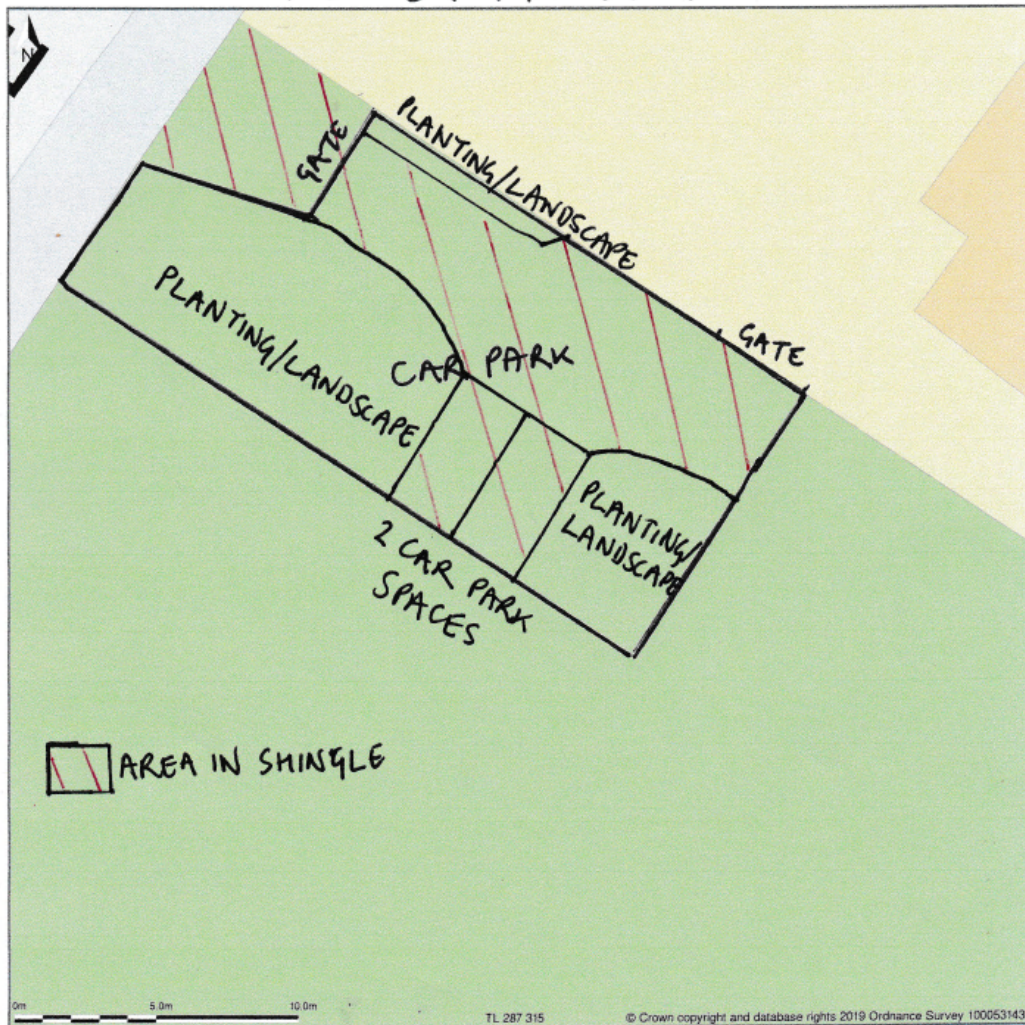 N
GATE
PLANTING/LANDSCAPE
GATE
PLANTING/LANDSCAPE
CAR PARK
PLANTING/
LANDSCAPE
2 CAR PARK
SPACES
AREA IN SHINGLE
0m 5.0m 10.0m
TL 287 315
© Crown copyright and database rights 2019 Ordnance Survey 100053143